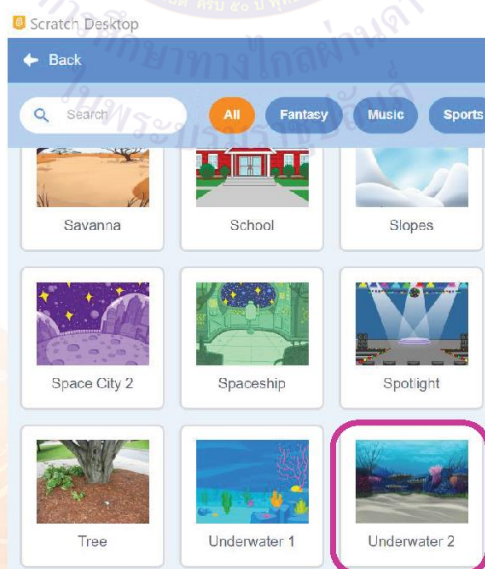 Scratch Desktop
Back
Search All Fantasy Music Sports
Savanna School Slopes
Space City 2 Spaceship Spotlight
Tree Underwater 1 Underwater 2